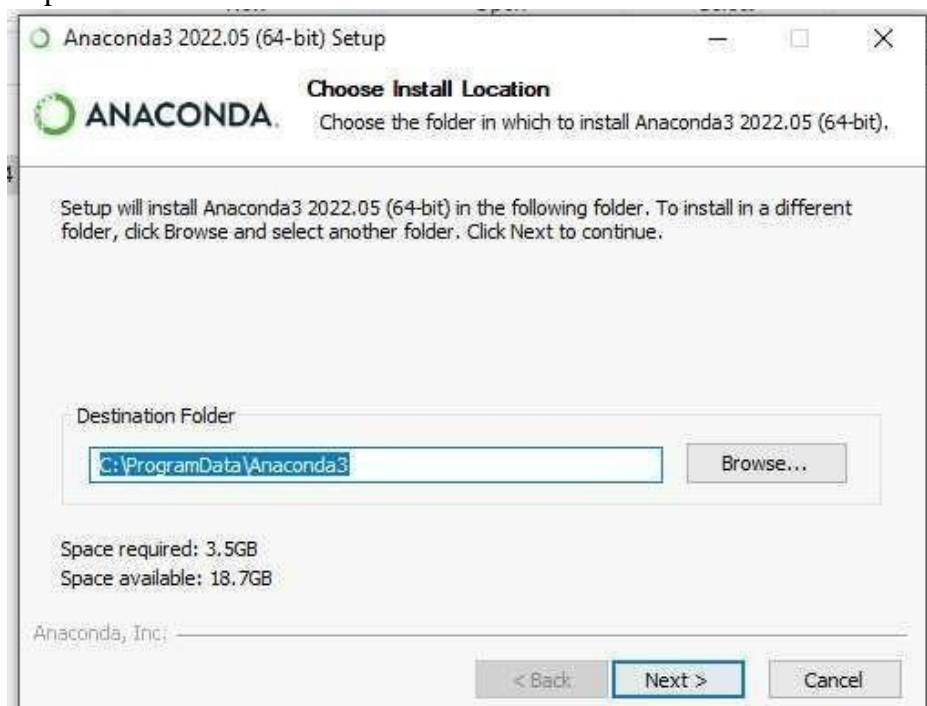 Anaconda3 2022.05 (64-bit) Setup
ANACONDA.
Choose Install Location
Choose the folder in which to install Anaconda3 2022.05 (64-bit).
Setup will install Anaconda3 2022.05 (64-bit) in the following folder. To install in a different
folder, click Browse and select another folder. Click Next to continue.
Destination Folder
C:\ProgramData\Anaconda3
Browse...
Space required: 3.5GB
Space available: 18.7GB
Anaconda, Inc.
< Back
Next >
Cancel